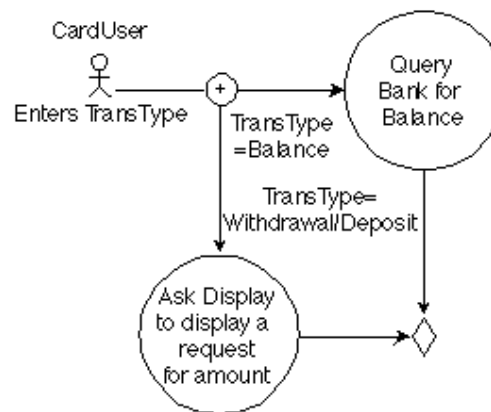 CardUser
Enters TransType
+
TransType
=Balance
Query
Bank for
Balance
TransType=
Withdrawal/Deposit
Ask Display
to display a
request
for amount